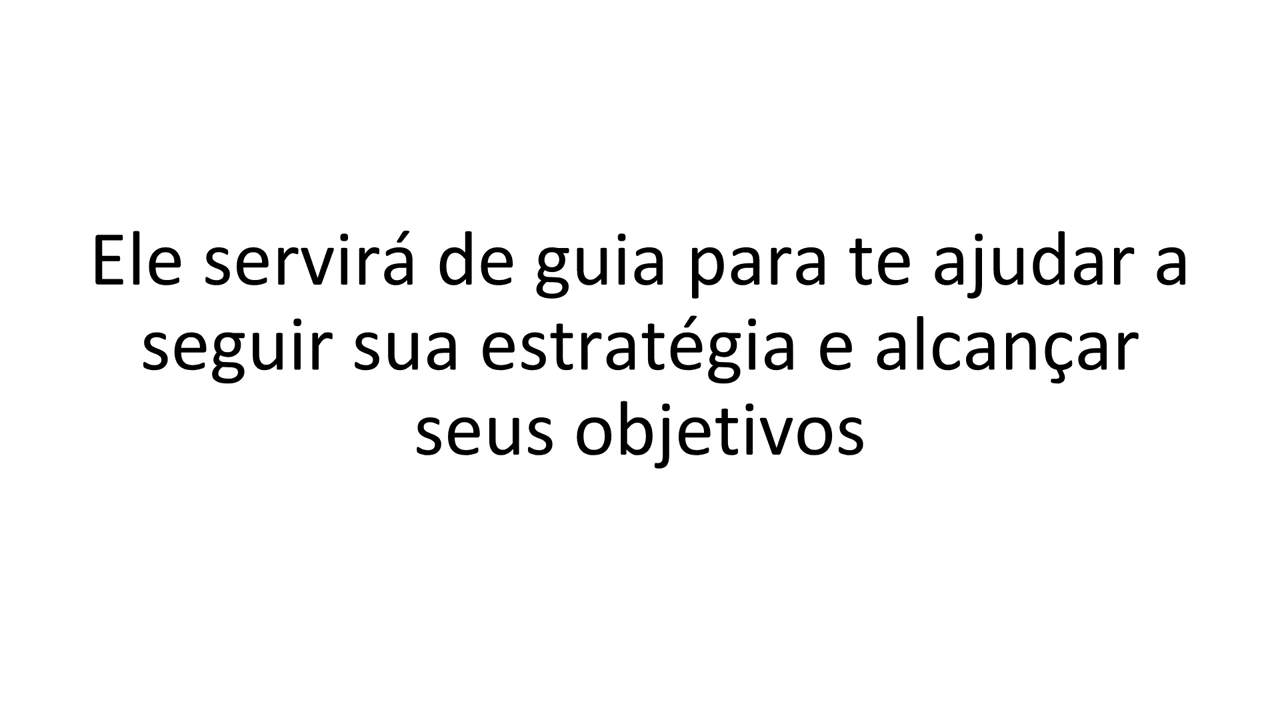 Ele servirá de guia para te ajudar a
seguir sua estratégia e alcançar
seus objetivos